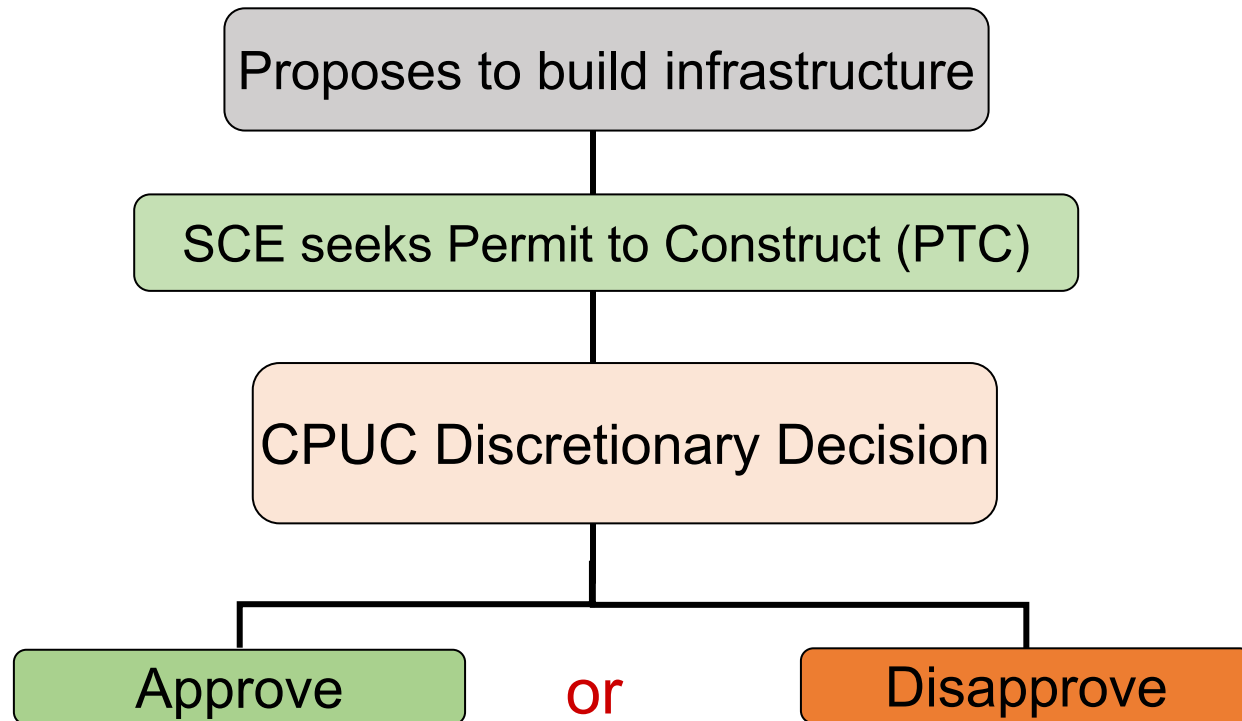 Proposes to build infrastructure
SCE seeks Permit to Construct (PTC)
CPUC Discretionary Decision
Approve
or
Disapprove